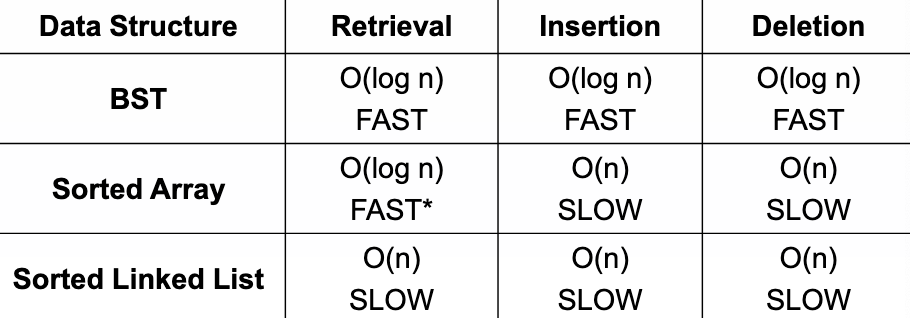 Data Structure Retrieval Insertion Deletion
BST
O(log n) O(log n) O(log n)
FAST FAST FAST
Sorted Array
O(log n) O(n) O(n)
FAST* SLOW SLOW
Sorted Linked List
O(n) O(n) O(n)
SLOW SLOW SLOW